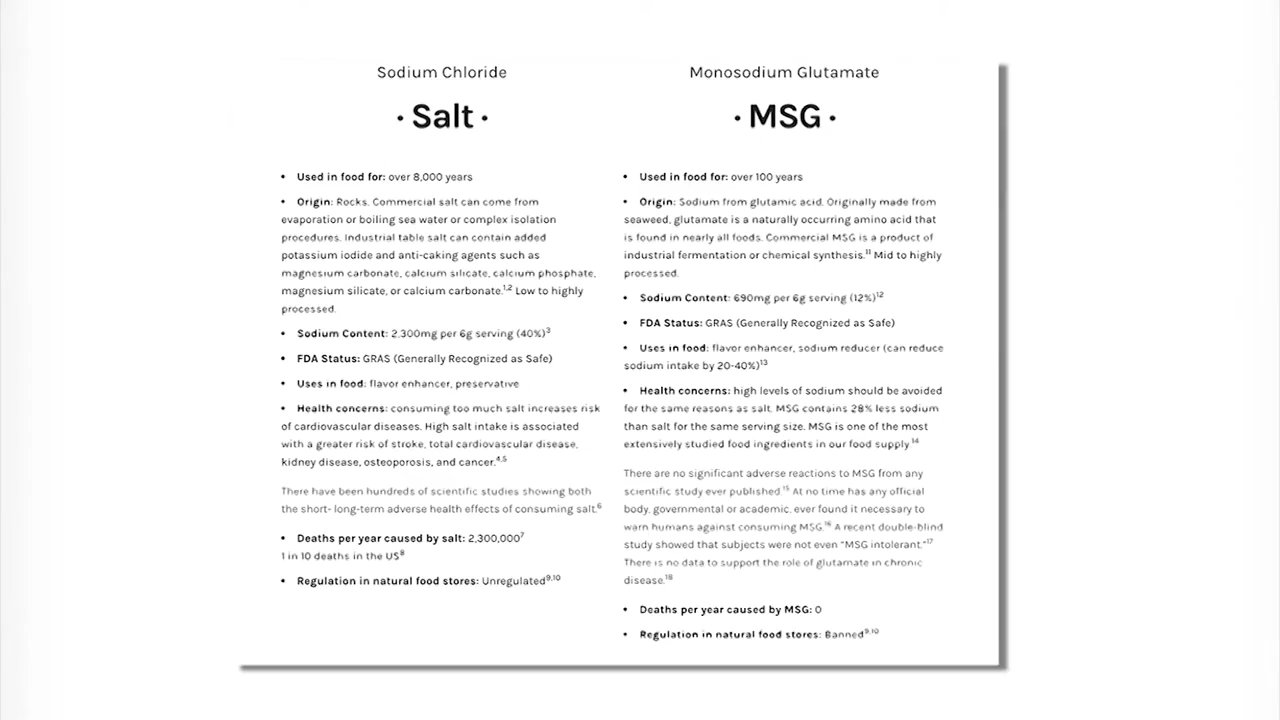 Sodium Chloride
· Salt ·
• Used in food for: over 8,000 years
• Origin: Rocks. Commercial salt can come from
evaporation or boiling sea water or complex isolation
procedures. Industrial table salt can contain added
potassium iodide and anti-caking agents such as
magnesium carbonate, calcium silicate, calcium phosphate,
magnesium silicate, or calcium carbonate.1,2 Low to highly
processed.
• Sodium Content: 2,300mg per 6g serving (40%)3
• FDA Status: GRAS (Generally Recognized as Safe)
• Uses in food: flavor enhancer, preservative
• Health concerns: consuming too much salt increases risk
of cardiovascular diseases. High salt intake is associated
with a greater risk of stroke, total cardiovascular disease,
kidney disease, osteoporosis, and cancer.4,5
There have been hundreds of scientific studies showing both
the short- long-term adverse health effects of consuming salt.6
• Deaths per year caused by salt: 2,300,0007
1 in 10 deaths in the US8
• Regulation in natural food stores: Unregulated9,10
Monosodium Glutamate
· MSG ·
• Used in food for: over 100 years
• Origin: Sodium from glutamic acid. Originally made from
seaweed, glutamate is a naturally occurring amino acid that
is found in nearly all foods. Commercial MSG is a product of
industrial fermentation or chemical synthesis.11 Mid to highly
processed.
• Sodium Content: 690mg per 6g serving (12%)12
• FDA Status: GRAS (Generally Recognized as Safe)
• Uses in food: flavor enhancer, sodium reducer (can reduce
sodium intake by 20-40%)13
• Health concerns: high levels of sodium should be avoided
for the same reasons as salt. MSG contains 28% less sodium
than salt for the same serving size. MSG is one of the most
extensively studied food ingredients in our food supply.14
There are no significant adverse reactions to MSG from any
scientific study ever published.15 At no time has any official
body, governmental or academic, ever found it necessary to
warn humans against consuming MSG.16 A recent double-blind
study showed that subjects were not even "MSG intolerant."17
There is no data to support the role of glutamate in chronic
disease.18
• Deaths per year caused by MSG: 0
• Regulation in natural food stores: Banned9,10